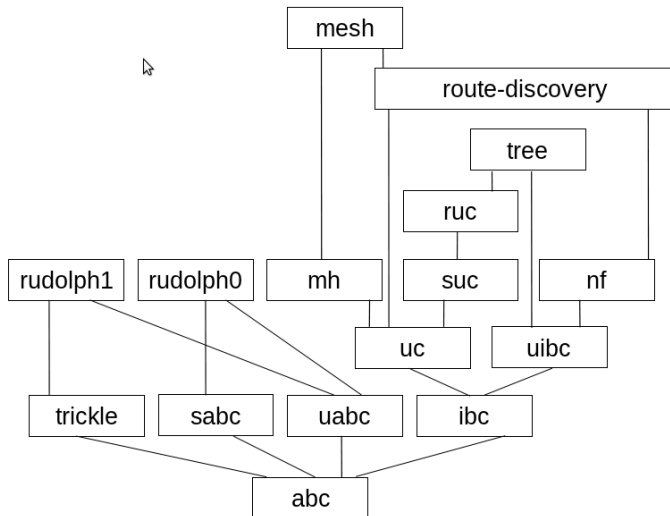 mesh
route-discovery
tree
ruc
rudolph1
rudolph0
mh
suc
nf
uc
uibc
trickle
sabc
uabc
ibc
abc